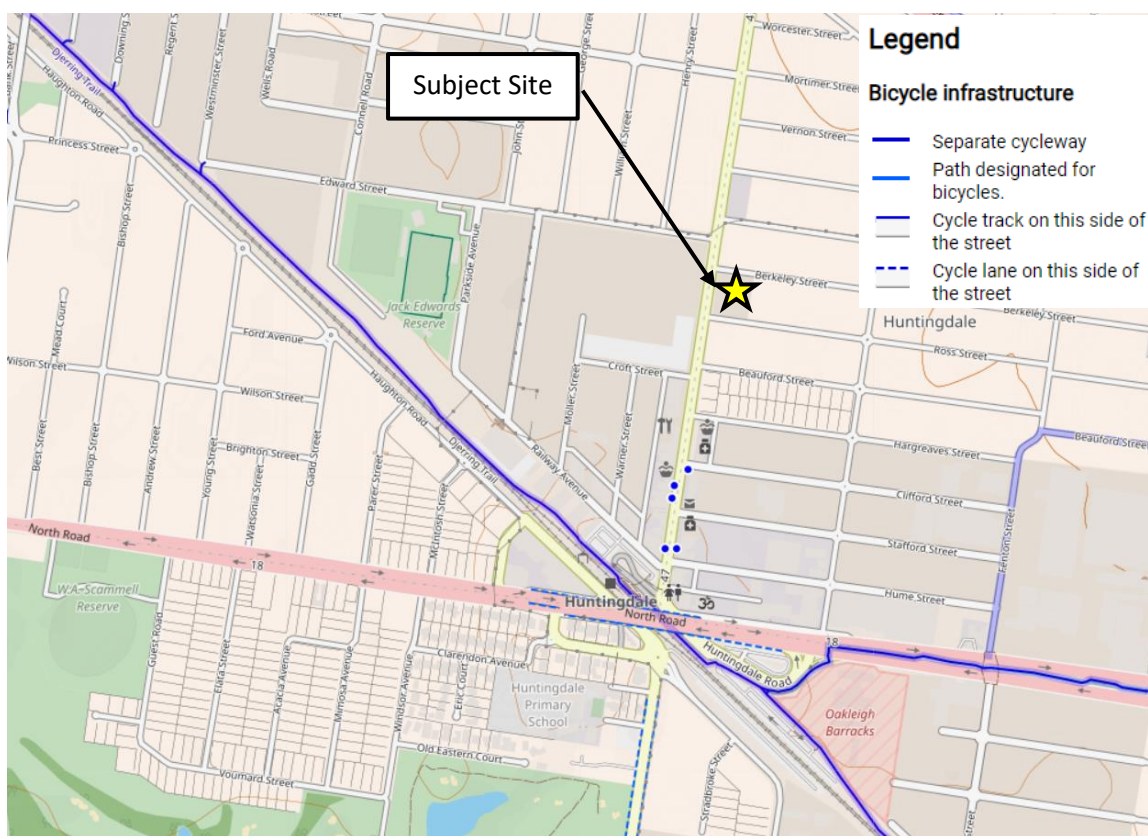 Legend
Bicycle infrastructure
Separate cycleway
Path designated for
bicycles.
Cycle track on this side of
the street
Cycle lane on this side of
the street
Subject Site
Djerring Trail
Haughton Road
Downing Street
Regent Street
Westminster Street
Wells Road
Connell Road
George Street
Henry Street
Worcester Street
Mortimer Street
Vernon Street
John Street
William Street
Princess Street
Edward Street
Bishop Street
Parkside Avenue
Jack Edwards
Reserve
Berkeley Street
Berkeley Street
Huntingdale
Ross Street
Mead Court
Ford Avenue
Wilson Street
Wilson Street
Haughton Road
Croft Street
Beauford Street
Moller Street
Warner Street
Hargreaves Street
Beauford Street
Best Street
Bishop Street
Andrew Street
Young Street
Brighton Street
Watsonia Street
Gadd Street
Parer Street
McIntosh Street
Djerring Trail
Railway Avenue
Clifford Street
Stafford Street
Fenton Street
Hume Street
North Road
18
47
Huntingdale
North Road
18
W.A. Scammell
Reserve
Guest Road
Elata Street
Acacia Avenue
Mimosa Avenue
Windsor Avenue
Clarendon Avenue
Eric Court
Huntingdale
Primary
School
Huntingdale Road
Oakleigh
Barracks
Old Eastern Court
Voumard Street
Stradbroke Street